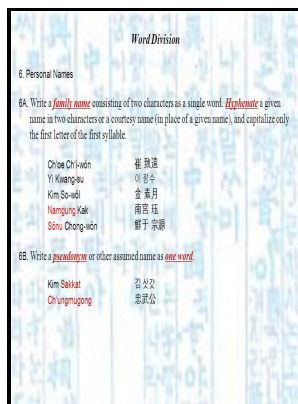 Word Division
6. Personal Names
6A. Write a family name consisting of two characters as a single word. Hyphenate a given
name in two characters or a courtesy name (in place of a given name), and capitalize only
the first letter of the first syllable.
Ch'oe Ch'i-wŏn 崔 致遠
Yi Kwang-su 이 광수
Kim So-wŏl 金 素月
Namgung Kak 南宮 珏
Sŏnu Chong-wŏn 鮮于 宗源
6B. Write a pseudonym or other assumed name as one word.
Kim Sakkat 김 삿갓
Ch'ungmugong 忠武公